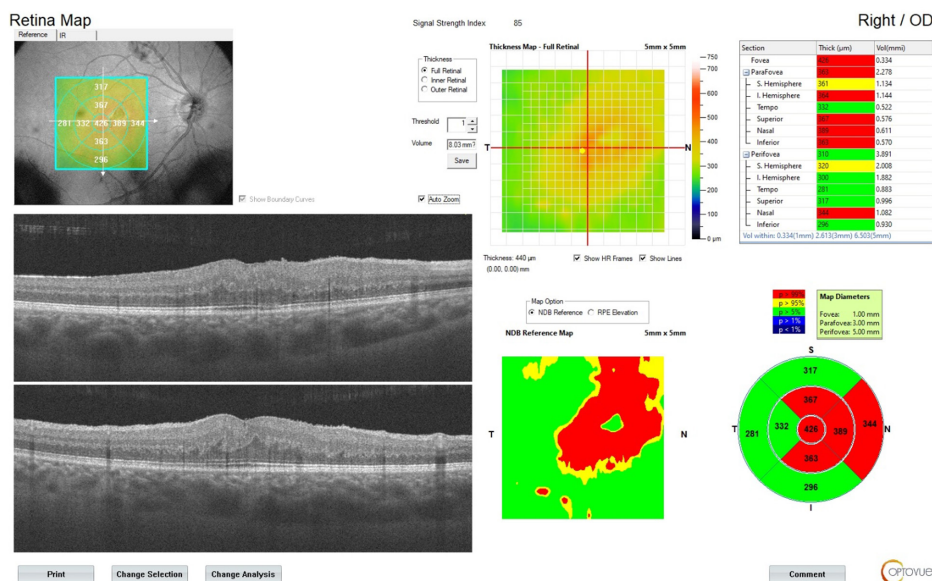 Retina Map
Signal Strength Index 85
Right / OD
Reference IR
317
367
281 332 426 389 344
363
296
Thickness
Full Retinal
Inner Retinal
Outer Retinal
Threshold 1
Volume 8.03 mm?
Save
Show Boundary Curves
Auto Zoom
Thickness Map - Full Retinal 5mm x 5mm
T N
750
700
600
500
400
300
200
100
0 µm
Thickness: 440 µm
(0.00, 0.00) mm
Show HR Frames
Show Lines
Section Thick (µm) Vol(mmi)
Fovea 426 0.334
ParaFovea 363 2.278
S. Hemisphere 361 1.134
I. Hemisphere 364 1.144
Tempo 332 0.522
Superior 367 0.576
Nasal 389 0.611
Inferior 363 0.570
Perifovea 310 3.891
S. Hemisphere 320 2.008
I. Hemisphere 300 1.882
Tempo 281 0.883
Superior 317 0.996
Nasal 344 1.082
Inferior 296 0.930
Vol within: 0.334(1mm) 2.613(3mm) 6.503(5mm)
Map Option
NDB Reference
RPE Elevation
NDB Reference Map 5mm x 5mm
T N
p > 95%
p > 5%
p > 1%
p < 1%
Map Diameters
Fovea: 1.00 mm
Parafovea: 3.00 mm
Perifovea: 5.00 mm
S
317
367
T 281 332 426 389 344 N
363
296
I
Print
Change Selection
Change Analysis
Comment
OPTOVUE